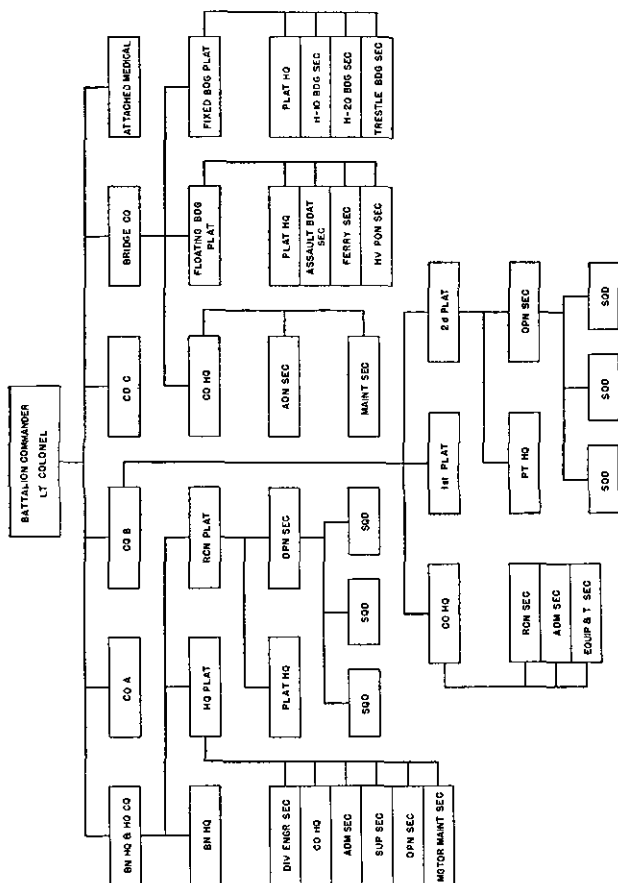 BATTALION COMMANDER
LT COLONEL
BN HQ & HQ CO
CO A
CO B
CO C
BRIDGE CO
ATTACHED MEDICAL
BN HQ
HQ PLAT
RCN PLAT
CO HQ
FLOATING BDG
PLAT
FIXED BDG PLAT
DIV ENGR SEC
CO HQ
ADM SEC
SUP SEC
OPN SEC
MOTOR MAINT SEC
PLAT HQ
OPN SEC
SQD
SQD
SQD
ADN SEC
MAINT SEC
PLAT HQ
ASSAULT BOAT
SEC
FERRY SEC
HV PON SEC
PLAT HQ
H-10 BDG SEC
H-20 BDG SEC
TRESTLE BDG SEC
CO HQ
1st PLAT
2d PLAT
RCN SEC
ADM SEC
EQUIP & T SEC
PT HQ
OPN SEC
SQD
SQD
SQD